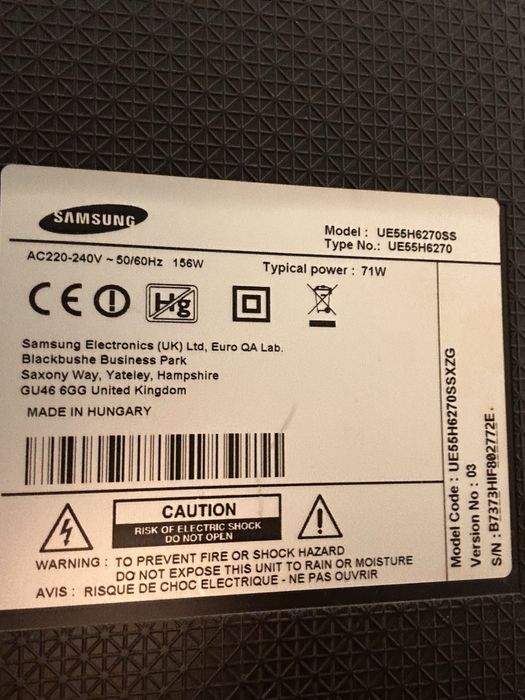 SAMSUNG
Model : UE55H6270SS
Type No.: UE55H6270
AC220-240V ~ 50/60Hz 156W
Typical power : 71W
CE
Hg
Samsung Electronics (UK) Ltd, Euro QA Lab.
Blackbushe Business Park
Saxony Way, Yateley, Hampshire
GU46 6GG United Kingdom
MADE IN HUNGARY
CAUTION
RISK OF ELECTRIC SHOCK
DO NOT OPEN
WARNING : TO PREVENT FIRE OR SHOCK HAZARD
DO NOT EXPOSE THIS UNIT TO RAIN OR MOISTURE
AVIS : RISQUE DE CHOC ELECTRIQUE - NE PAS OUVRIR
Model Code : UE55H6270SSXZG
Version No : 03
S/N : B7373HIF802772E.